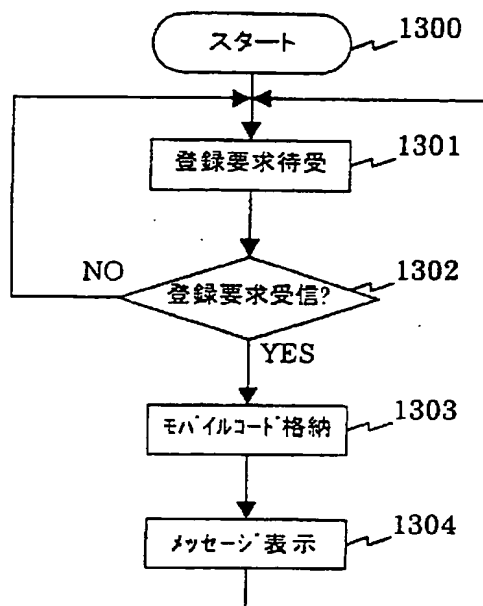 スタート
1300
登録要求待受
1301
登録要求受信?
1302
NO
YES
モバイルコード格納
1303
メッセージ表示
1304